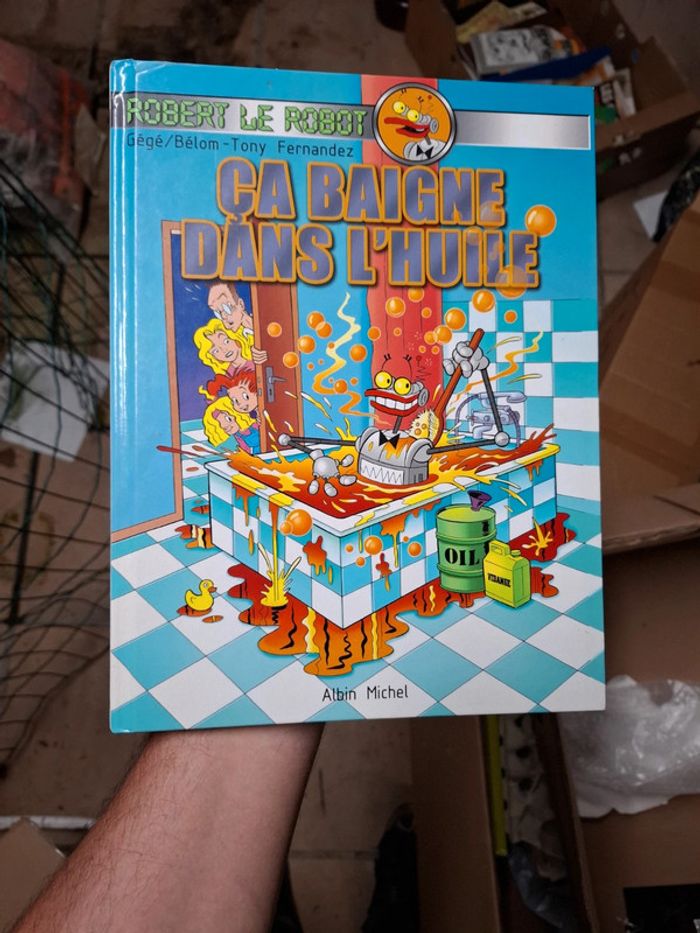 ROBERT LE ROBOT
Gégé/Bélom-Tony Fernandez
ÇA BAIGNE
DANS L'HUILE
OIL
VIDANGE
Albin Michel